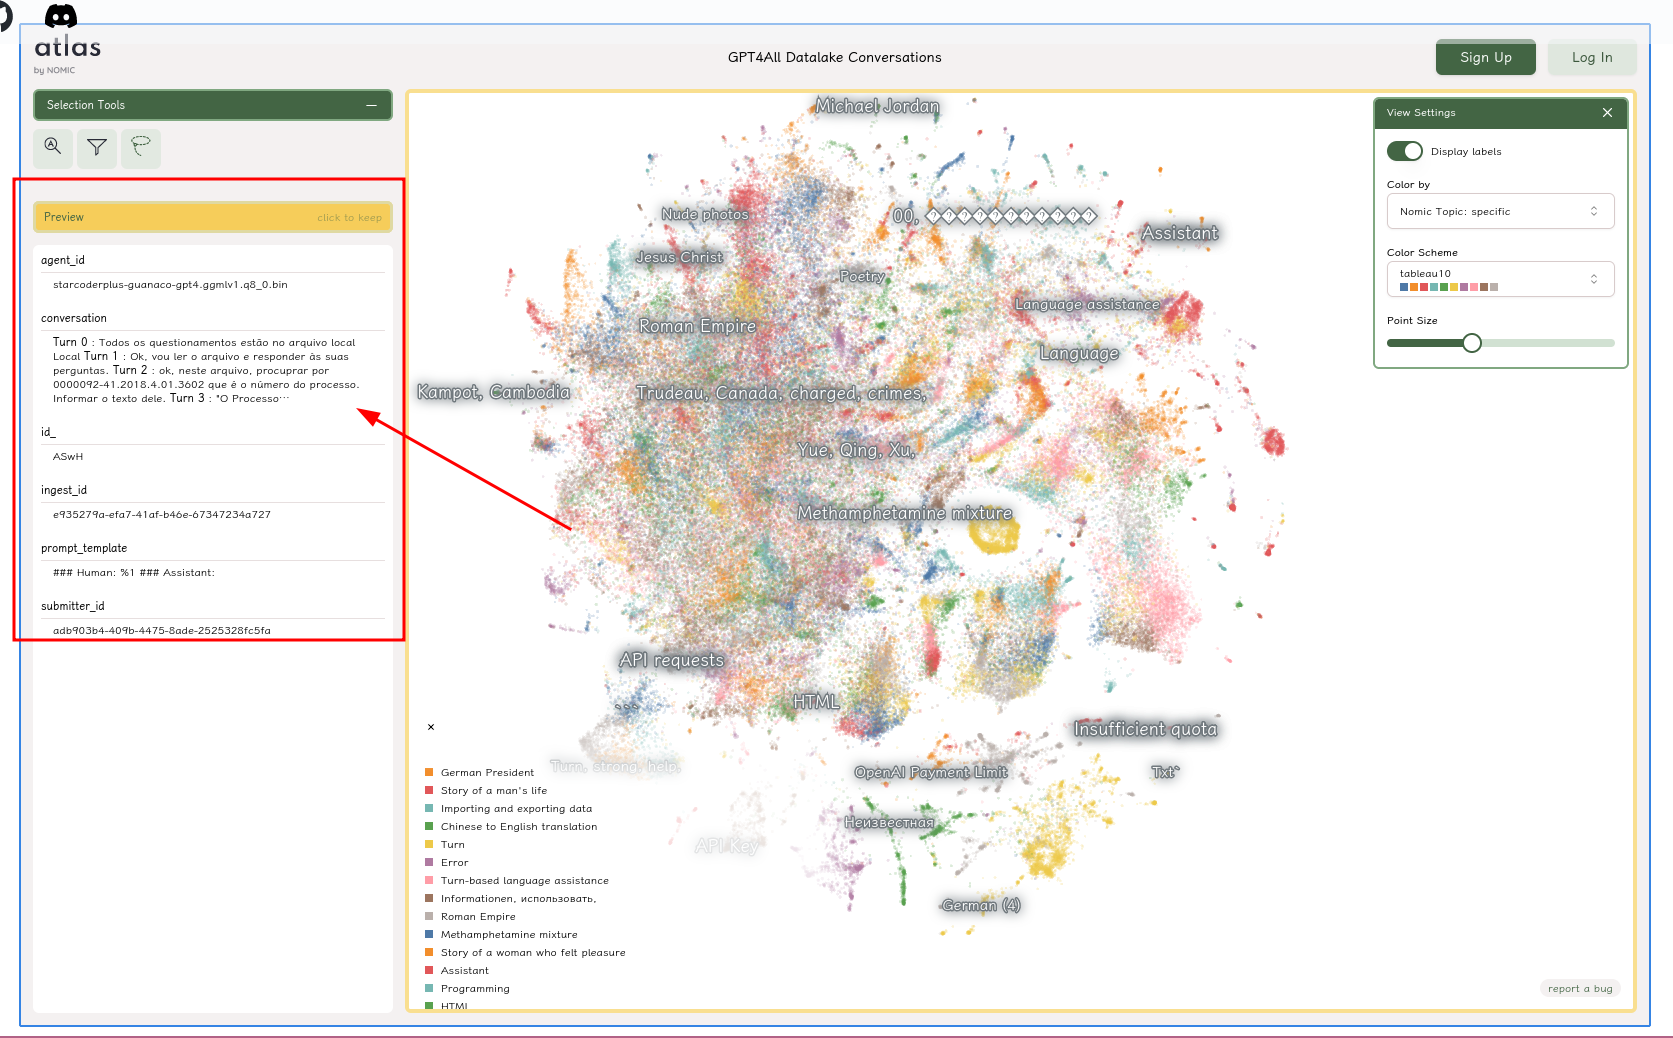 atlas
by NOMIC
GPT4All Datalake Conversations
Sign Up
Log In
Selection Tools
Preview
click to keep
agent_id
starcoderplus-guanaco-gpt4.ggmlv1.q8_0.bin
conversation
Turn 0 : Todos os questionamentos estão no arquivo local
Local Turn 1 : Ok, vou ler o arquivo e responder às suas
perguntas. Turn 2 : ok, neste arquivo, procuprar por
0000092-41.2018.4.01.3602 que é o número do processo.
Informar o texto dele. Turn 3 : "O Processo…
id_
ASwH
ingest_id
e935279a-efa7-41af-b46e-67347234a727
prompt_template
### Human: %1 ### Assistant:
submitter_id
adb903b4-409b-4475-8ade-2525328fc5fa
Michael Jordan
Nude photos
00, ������������
Assistant
Jesus Christ
Poetry
Language assistance
Roman Empire
Language
Kampot, Cambodia
Trudeau, Canada, charged, crimes,
Yue, Qing, Xu,
Methamphetamine mixture
API requests
HTML
Insufficient quota
Turn, strong, help,
OpenAI Payment Limit
Txt`
Неизвестная
API Key
German (4)
German President
Story of a man's life
Importing and exporting data
Chinese to English translation
Turn
Error
Turn-based language assistance
Informationen, использовать,
Roman Empire
Methamphetamine mixture
Story of a woman who felt pleasure
Assistant
Programming
HTML
View Settings
Display labels
Color by
Nomic Topic: specific
Color Scheme
tableau10
Point Size
report a bug